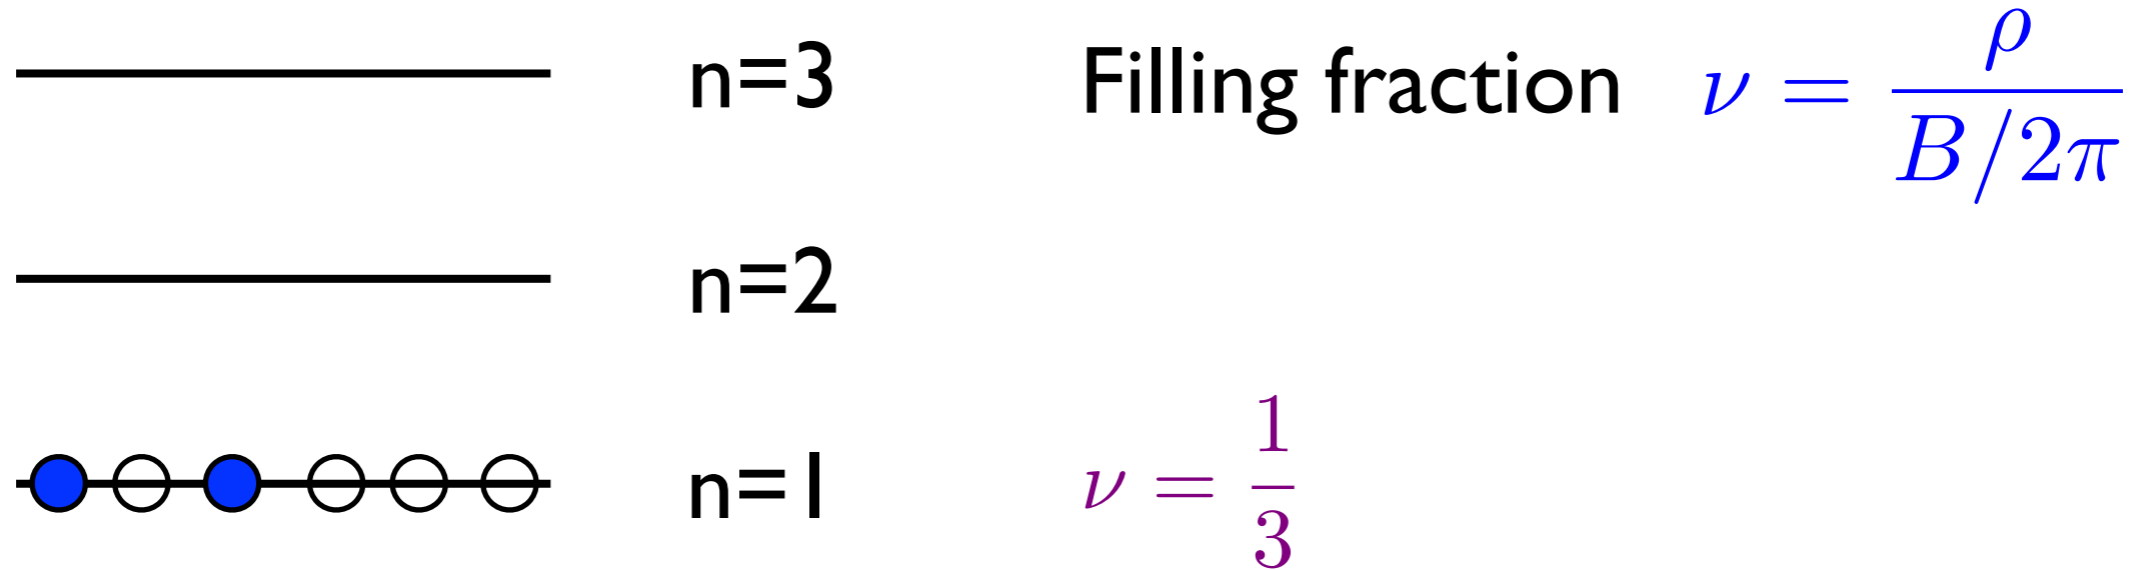 n=3 Filling fraction ν = ρ / B/2π
n=2
n=1 ν = 1/3